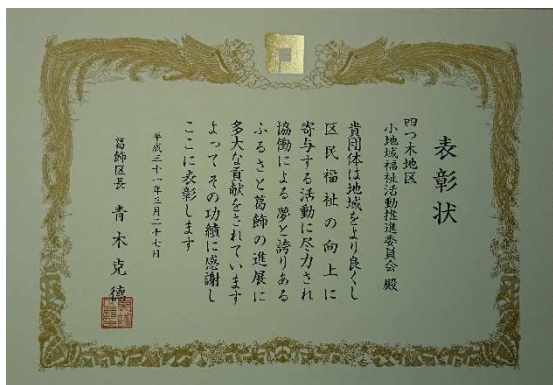 表彰状
四つ木地区
小地域福祉活動推進委員会 殿
貴団体は地域をより良くし
区民福祉の向上に
寄与する活動に尽力され
協働による夢と誇りある
ふるさと葛飾の進展に
多大な貢献をされています
よってその功績に感謝し
ここに表彰します
平成三十一年三月二十七日
葛飾区長 青木克德